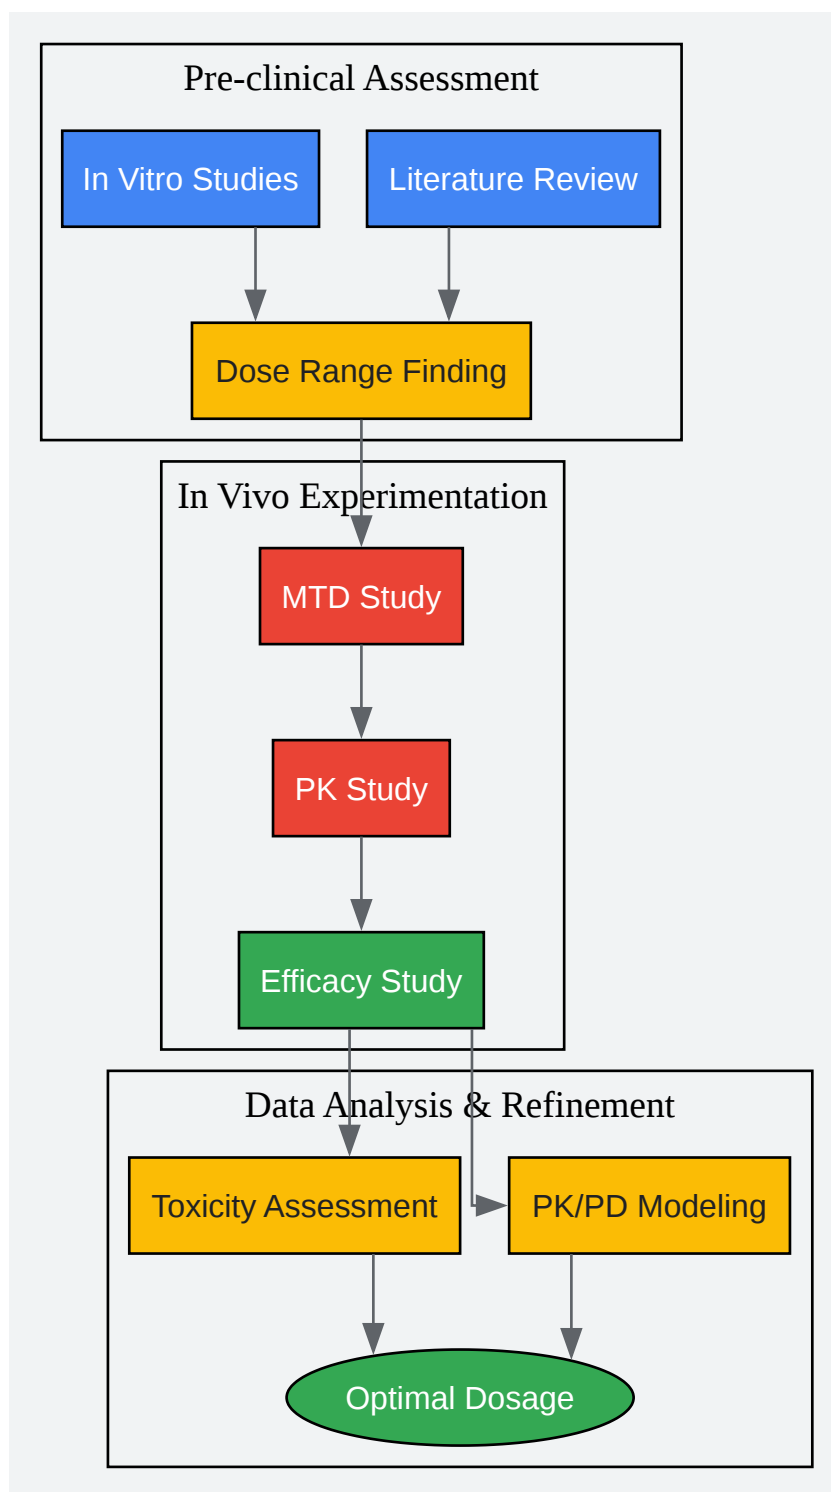 Pre-clinical Assessment
In Vitro Studies
Literature Review
Dose Range Finding
In Vivo Experimentation
MTD Study
PK Study
Efficacy Study
Data Analysis & Refinement
Toxicity Assessment
PK/PD Modeling
Optimal Dosage